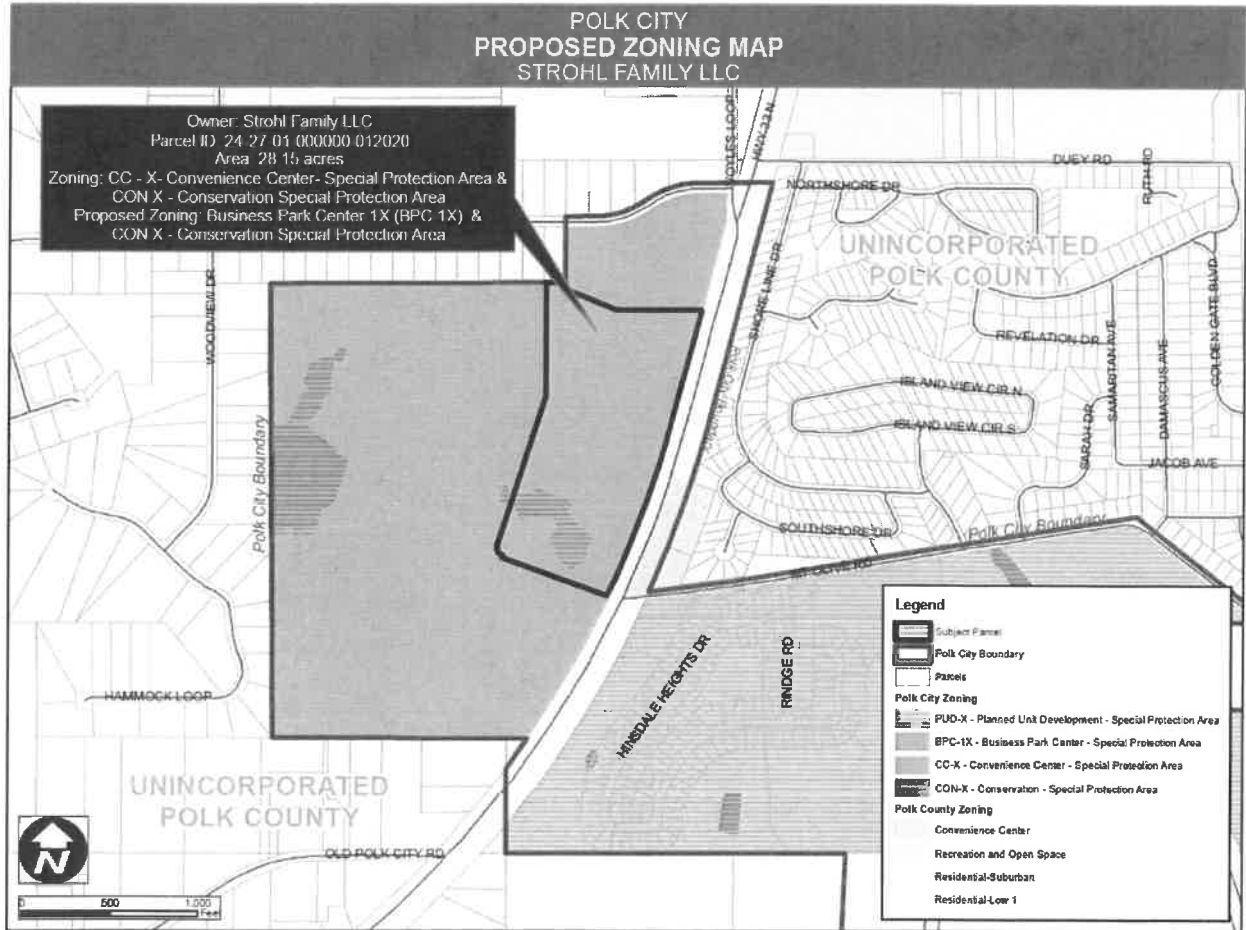 POLK CITY
PROPOSED ZONING MAP
STROHL FAMILY LLC
Owner: Strohl Family LLC
Parcel ID 24-27-01 000000 012020
Area 28 15 acres
Zoning: CC - X- Convenience Center- Special Protection Area &
CON X - Conservation Special Protection Area
Proposed Zoning: Business Park Center 1X (BPC 1X) &
CON X - Conservation Special Protection Area
VOYLES LOOP
HWY 33 N
DUEY RD
RUTH RD
NORTHSHORE DR
UNINCORPORATED
POLK COUNTY
SHORE LINE DR
GOLDEN GATE BLVD
WOODVIEW DR
REVELATION DR
SAMARITAN AVE
DAMASCUS AVE
ISLAND VIEW CIR N
ISLAND VIEW CIR S
SARAH DR
JACOB AVE
Polk City Boundary
SOUTHSHORE DR
Polk City Boundary
MT OLIVE RD
HINSDALE HEIGHTS DR
RINDGE RD
HAMMOCK LOOP
UNINCORPORATED
POLK COUNTY
OLD POLK CITY RD
N
0 500 1,000
Feet
Legend
Subject Parcel
Polk City Boundary
Parcels
Polk City Zoning
PUD-X - Planned Unit Development - Special Protection Area
BPC-1X - Business Park Center - Special Protection Area
CC-X - Convenience Center - Special Protection Area
CON-X - Conservation - Special Protection Area
Polk County Zoning
Convenience Center
Recreation and Open Space
Residential-Suburban
Residential-Low 1